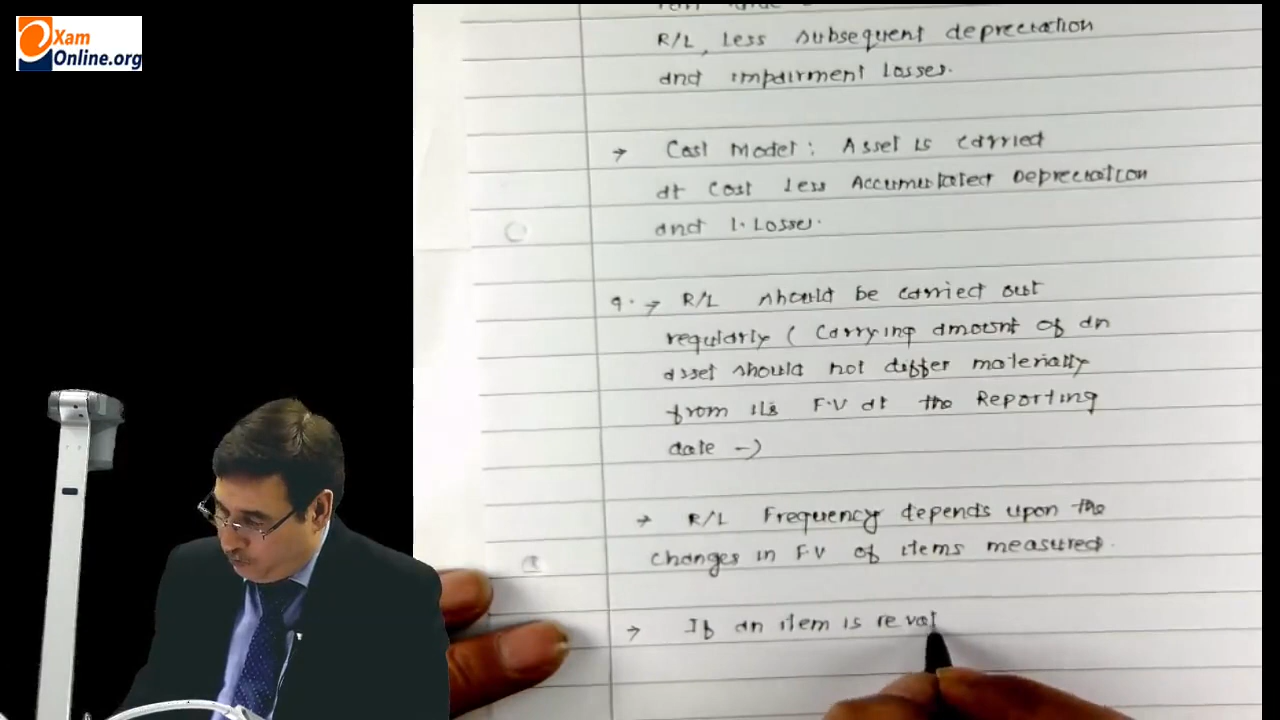 Xam
Online.org
R/L, Less subsequent depreciation
and impairment Losses.
→ Cost Model: Asset is carried
at cost less Accumulated Depreciation
and I. Losses.
9. → R/L should be carried out
regularly ( Carrying amount of an
asset should not differ materially
from its F.V at the Reporting
date -)
→ R/L Frequency depends upon the
changes in F.V of items measured.
→ If an item is reval